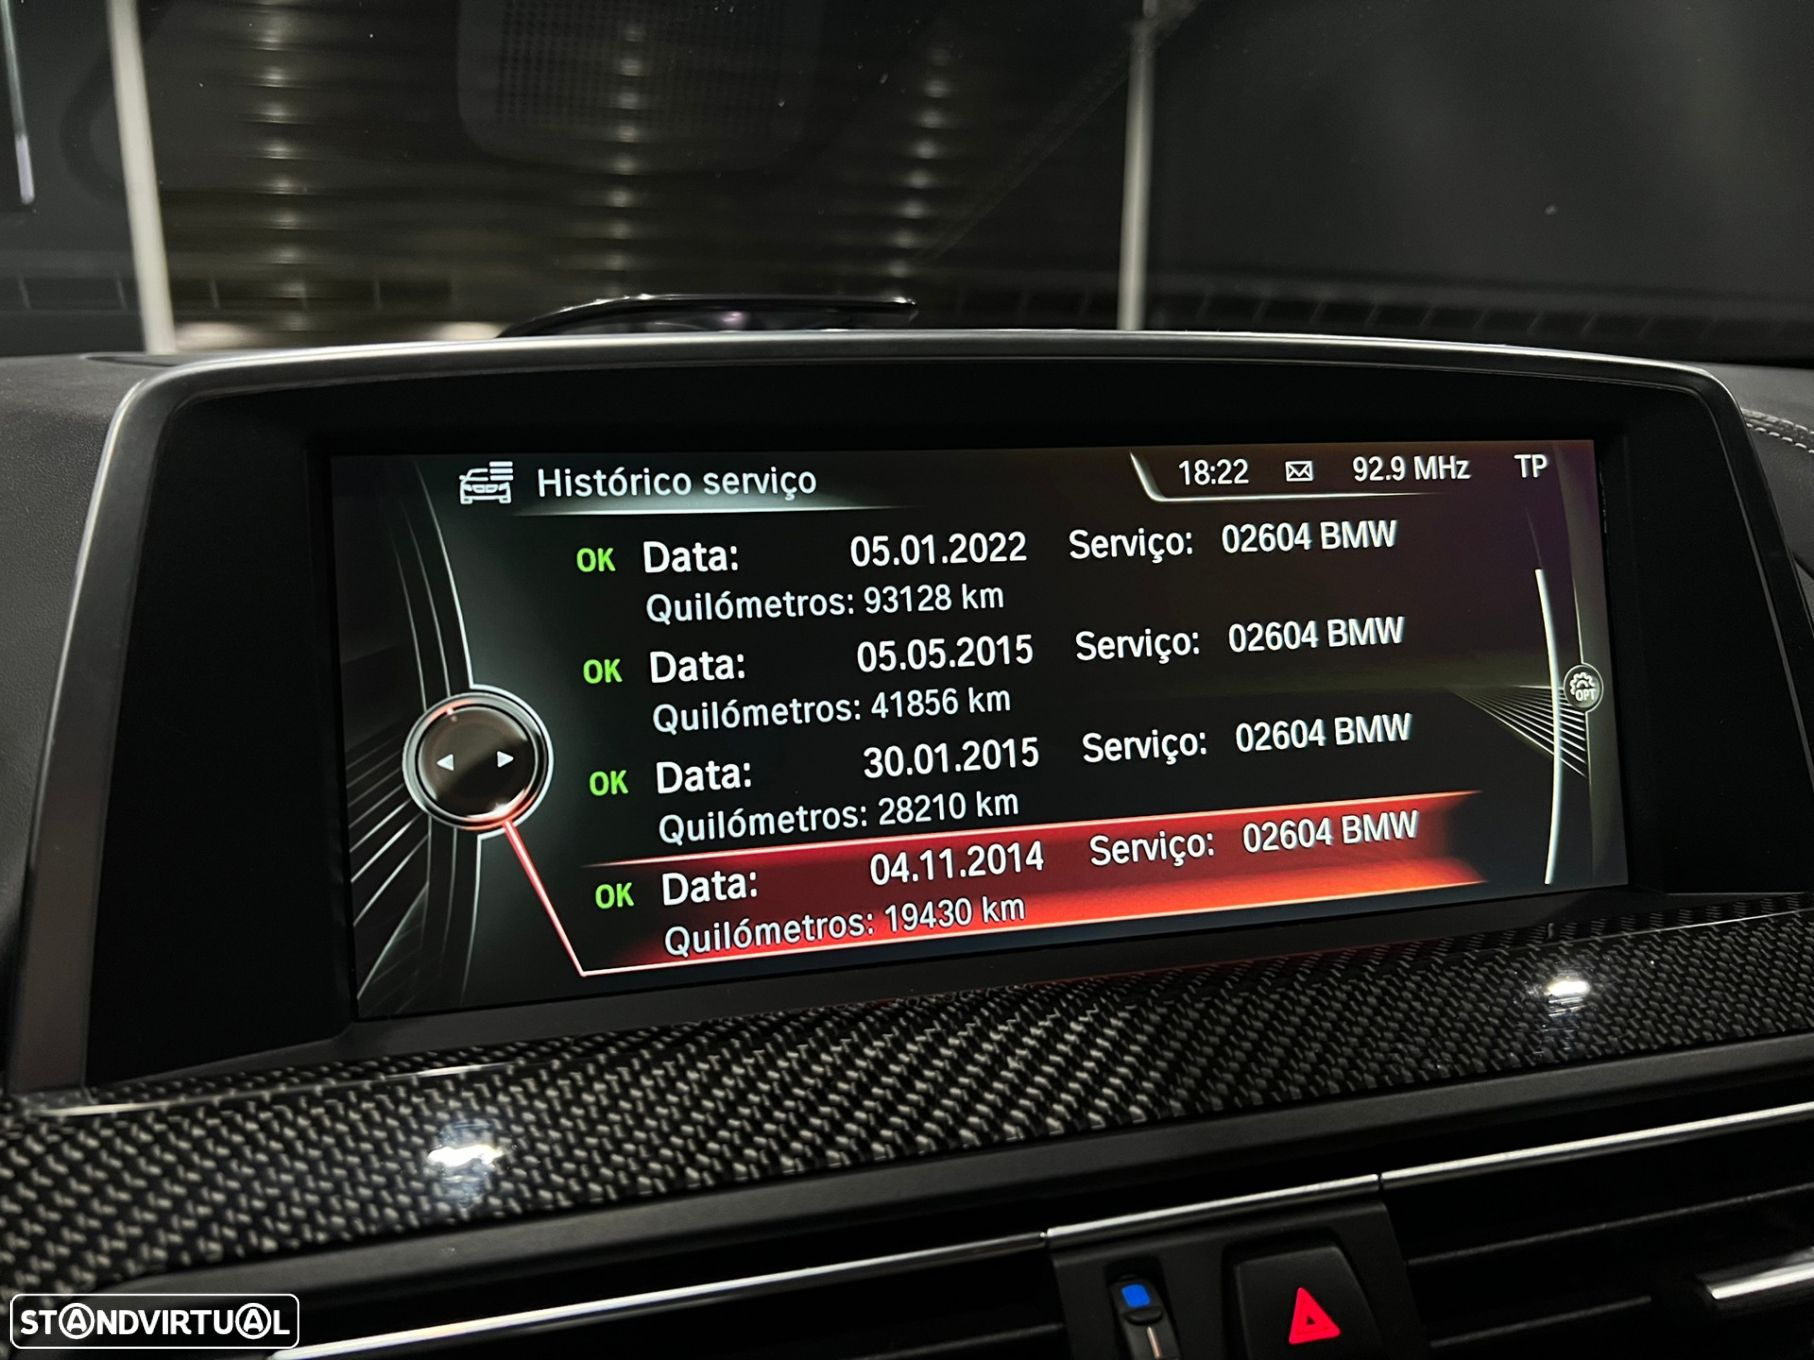 Histórico serviço 18:22 92.9 MHz TP
OK Data: 05.01.2022 Serviço: 02604 BMW
Quilómetros: 93128 km
OK Data: 05.05.2015 Serviço: 02604 BMW
Quilómetros: 41856 km
OK Data: 30.01.2015 Serviço: 02604 BMW
Quilómetros: 28210 km
OK Data: 04.11.2014 Serviço: 02604 BMW
Quilómetros: 19430 km
OPT
STANDVIRTUAL